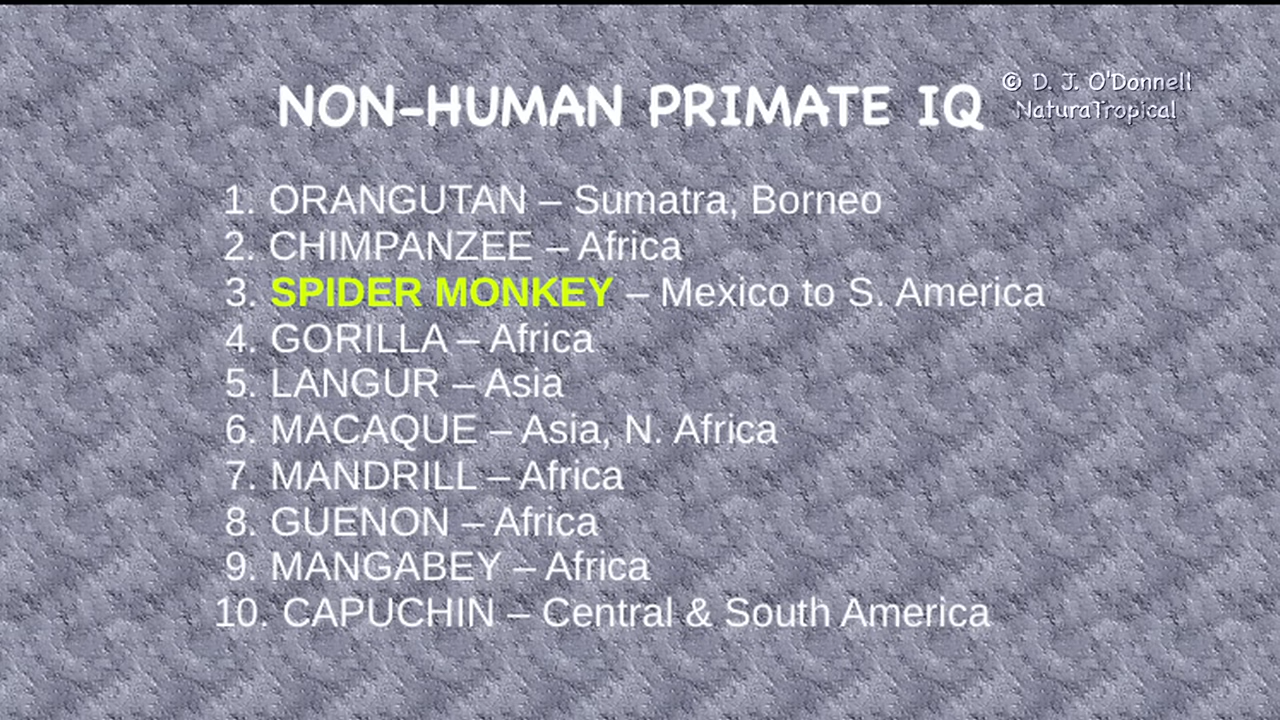 NON-HUMAN PRIMATE IQ
© D. J. O'Donnell
NaturaTropical
1. ORANGUTAN – Sumatra, Borneo
2. CHIMPANZEE – Africa
3. SPIDER MONKEY – Mexico to S. America
4. GORILLA – Africa
5. LANGUR – Asia
6. MACAQUE – Asia, N. Africa
7. MANDRILL – Africa
8. GUENON – Africa
9. MANGABEY – Africa
10. CAPUCHIN – Central & South America